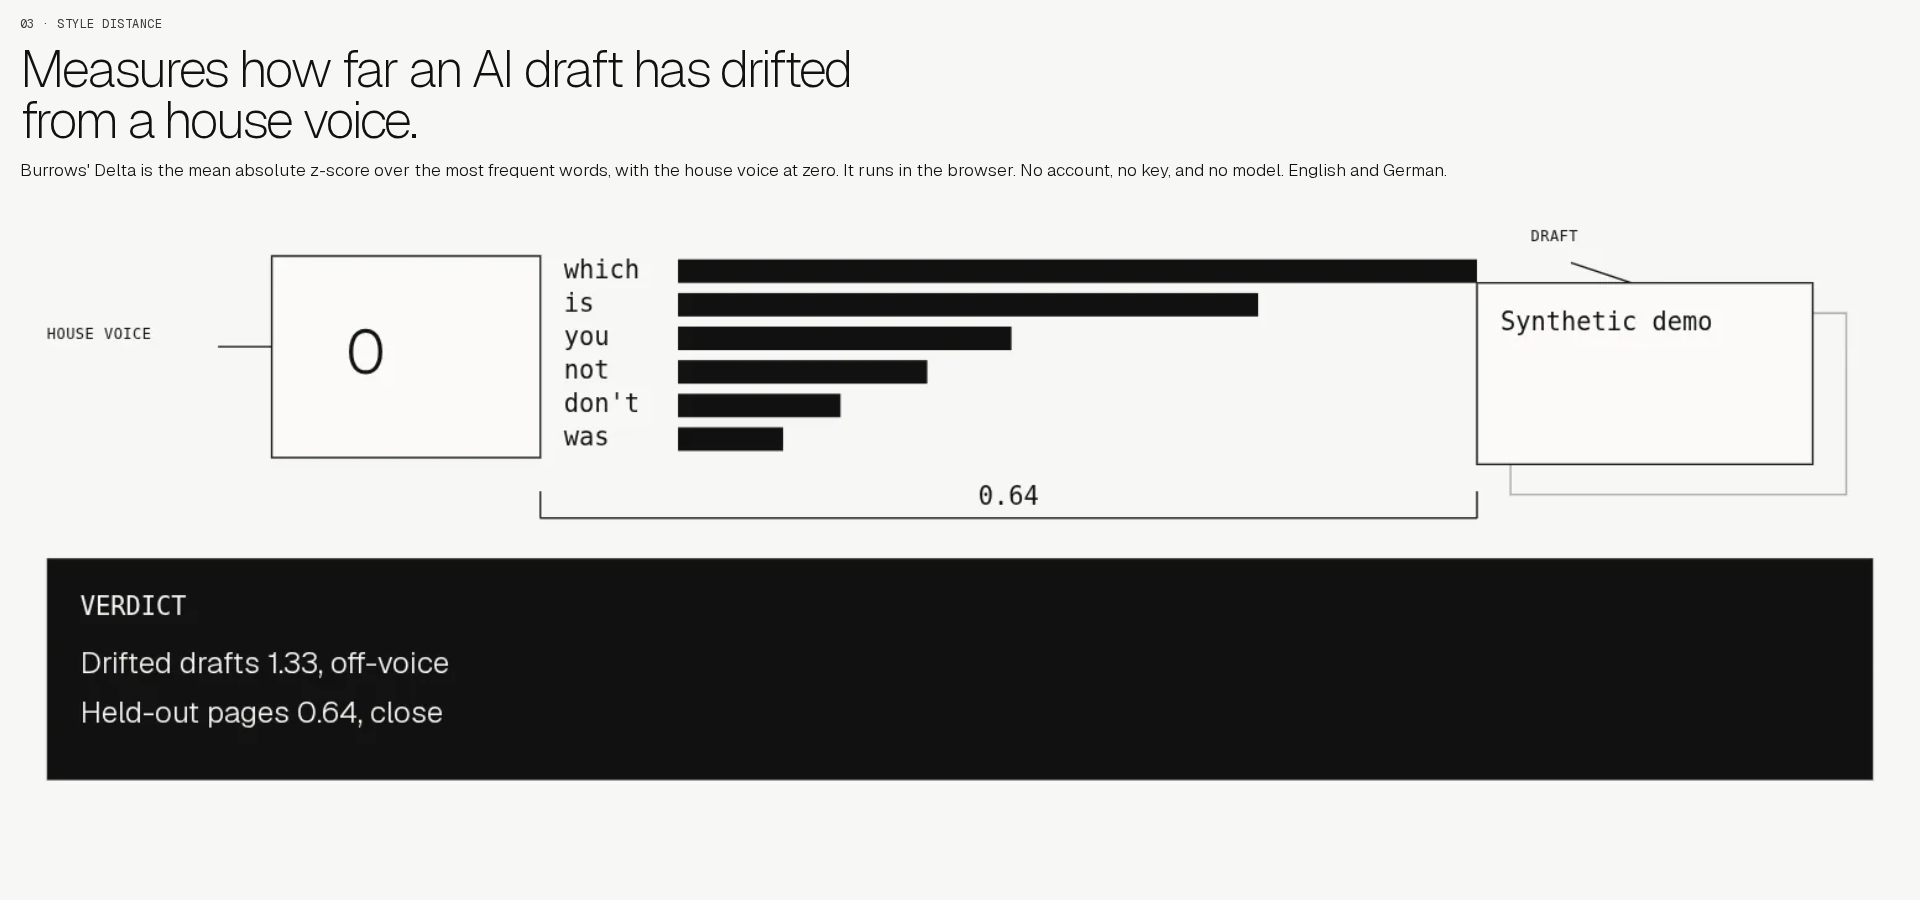 03 · STYLE DISTANCE
Measures how far an AI draft has drifted
from a house voice.
Burrows' Delta is the mean absolute z-score over the most frequent words, with the house voice at zero. It runs in the browser. No account, no key, and no model. English and German.
DRAFT
HOUSE VOICE
0
which
is
you
not
don't
was
Synthetic demo
0.64
VERDICT
Drifted drafts 1.33, off-voice
Held-out pages 0.64, close